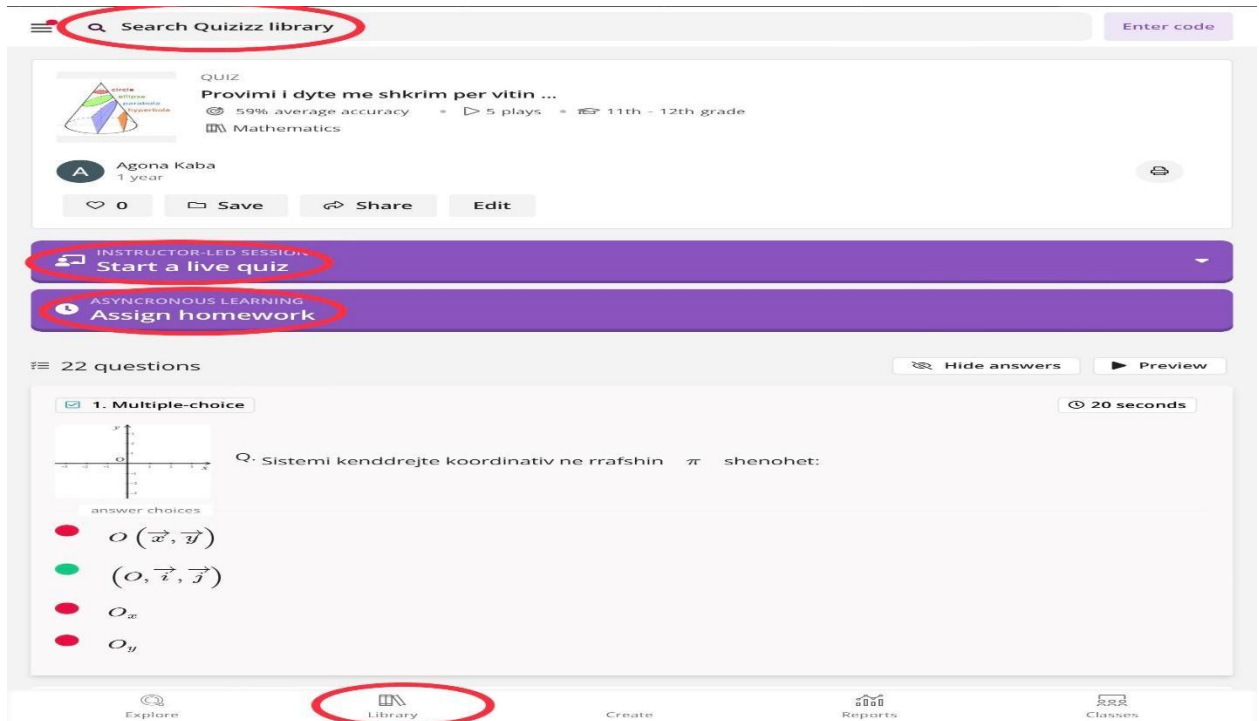 Search Quizizz library
Enter code
QUIZ
Provimi i dyte me shkrim per vitin ...
59% average accuracy • 5 plays • 11th - 12th grade
Mathematics
circle
ellipse
parabola
hyperbola
A
Agona Kaba
1 year
0 Save Share Edit
INSTRUCTOR-LED SESSION
Start a live quiz
ASYNCRONOUS LEARNING
Assign homework
22 questions
Hide answers
Preview
1. Multiple-choice
20 seconds
y
O
x
Q. Sistemi kenddrejte koordinativ ne rrafshin π shenohet:
answer choices
O (x⃗, y⃗)
(O, i⃗, j⃗)
Oₓ
O_y
Explore
Library
Create
Reports
Classes